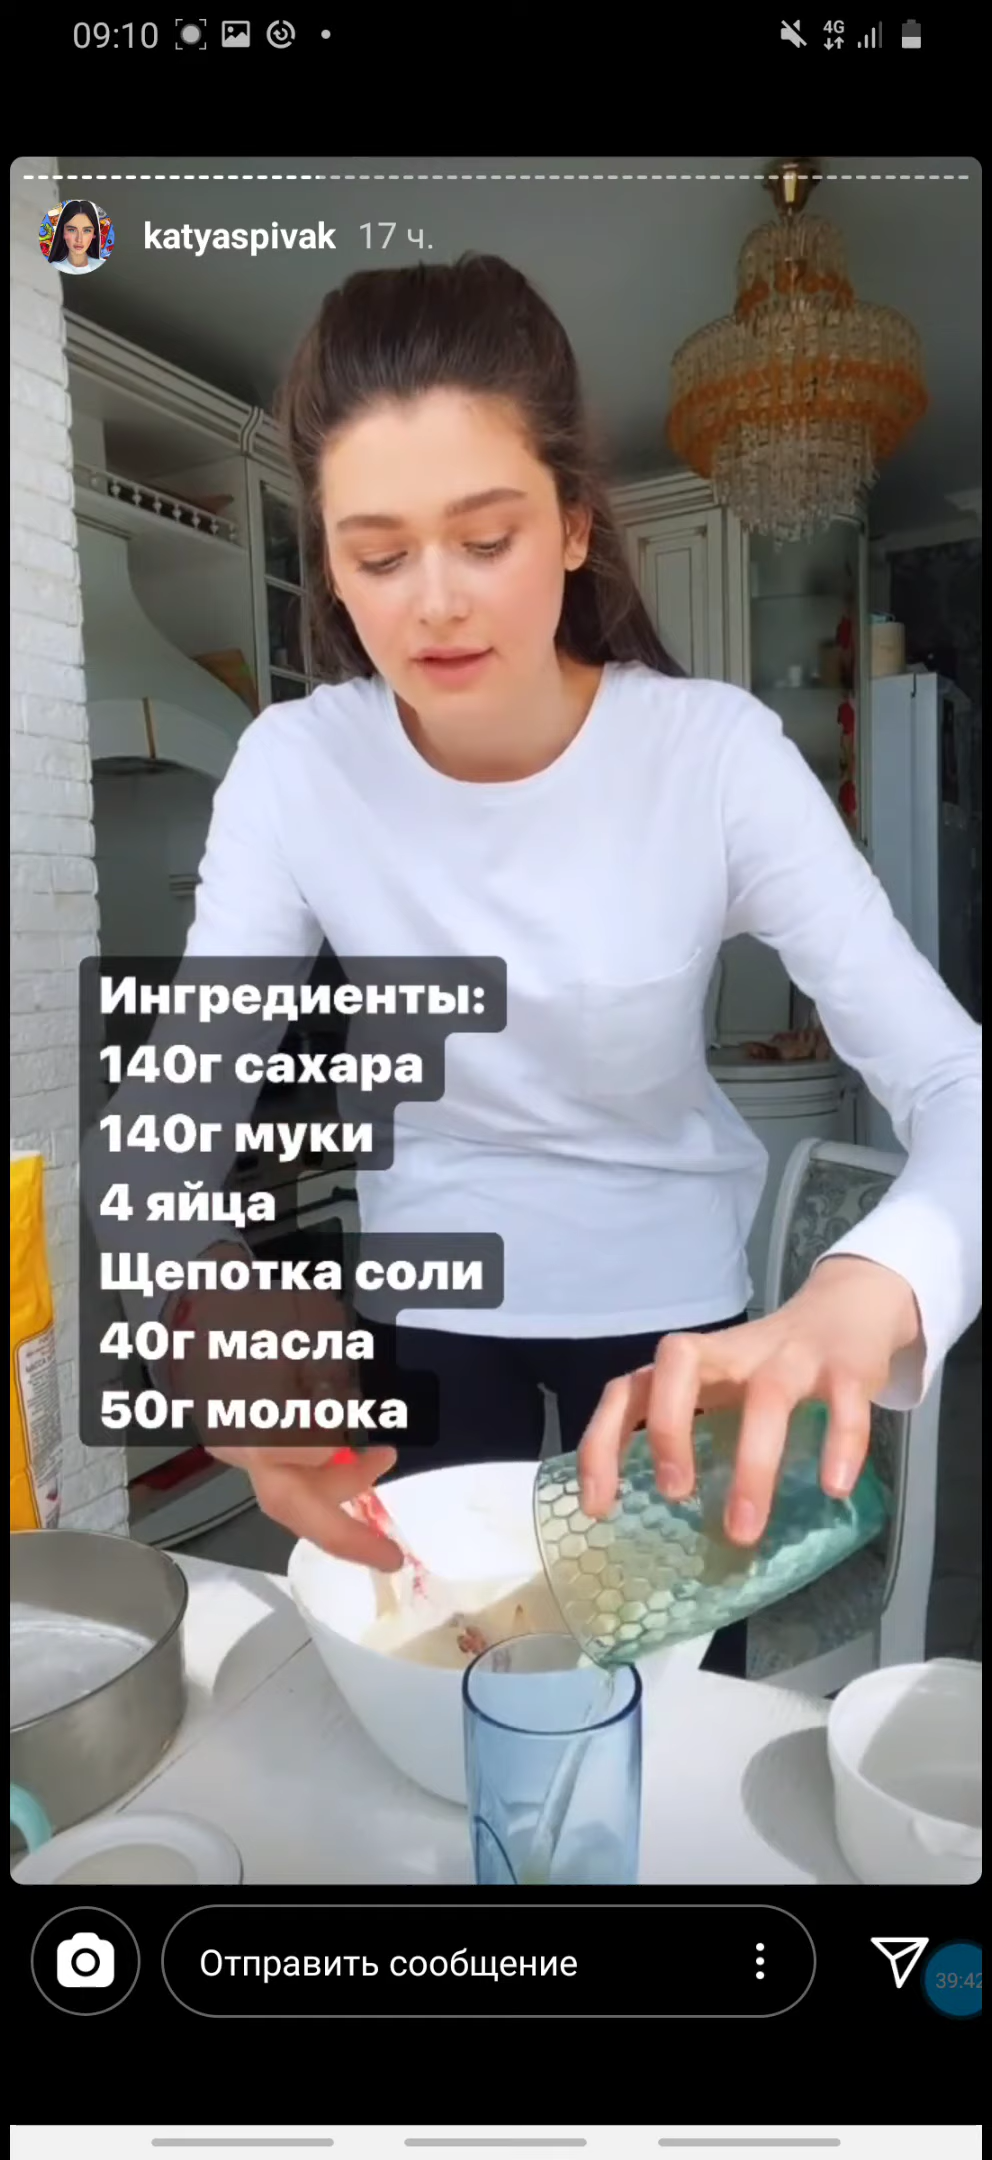 09:10
4G
katyaspivak 17 ч.
Ингредиенты:
140г сахара
140г муки
4 яйца
Щепотка соли
40г масла
50г молока
Отправить сообщение
39:42